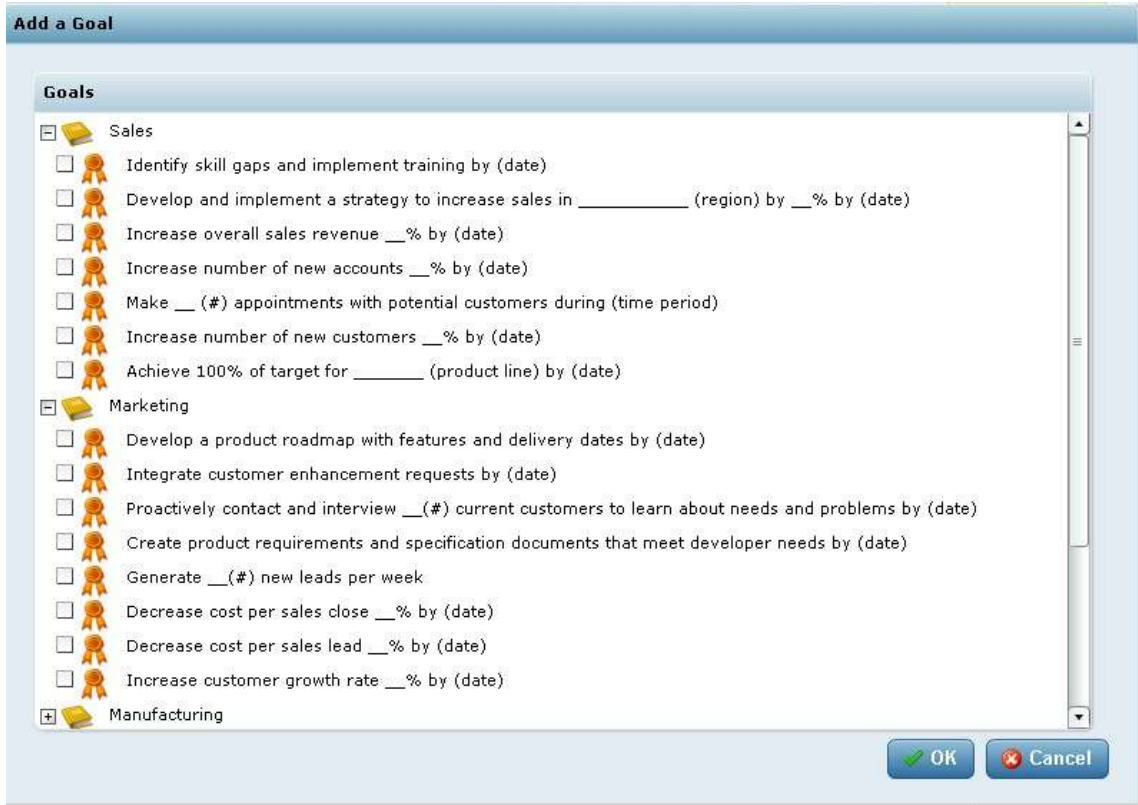 Add a Goal
Goals
Sales
Identify skill gaps and implement training by (date)
Develop and implement a strategy to increase sales in ___________ (region) by __% by (date)
Increase overall sales revenue __% by (date)
Increase number of new accounts __% by (date)
Make __ (#) appointments with potential customers during (time period)
Increase number of new customers __% by (date)
Achieve 100% of target for _______ (product line) by (date)
Marketing
Develop a product roadmap with features and delivery dates by (date)
Integrate customer enhancement requests by (date)
Proactively contact and interview __(#) current customers to learn about needs and problems by (date)
Create product requirements and specification documents that meet developer needs by (date)
Generate __(#) new leads per week
Decrease cost per sales close __% by (date)
Decrease cost per sales lead __% by (date)
Increase customer growth rate __% by (date)
Manufacturing
OK Cancel